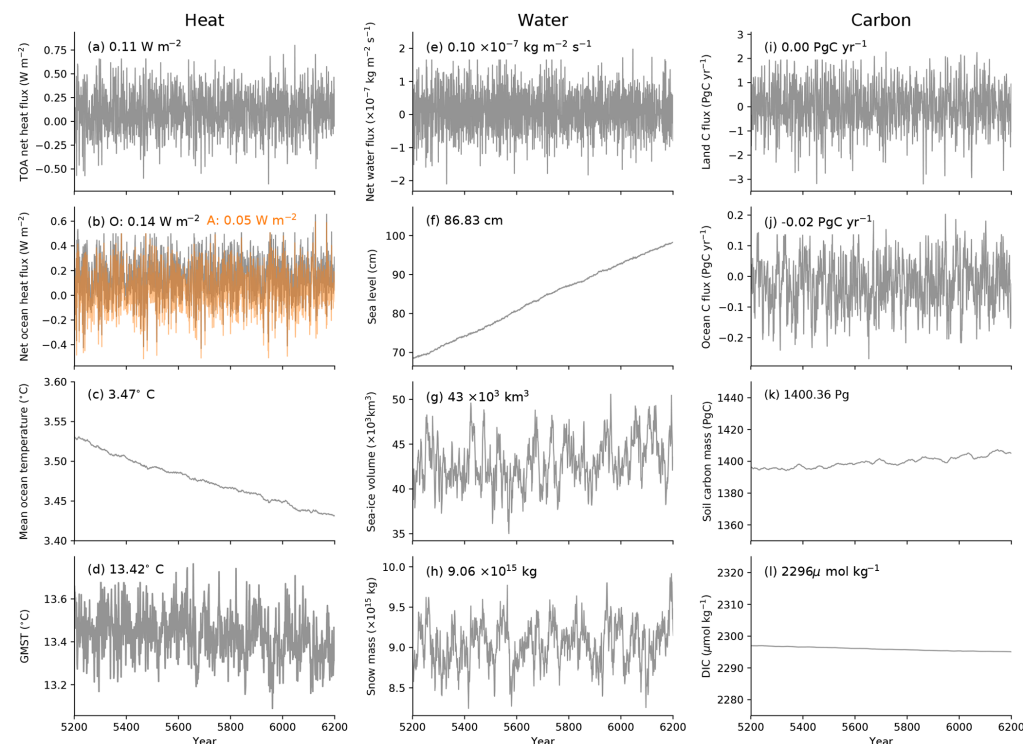 Heat
Water
Carbon
(a) 0.11 W m⁻²
TOA net heat flux (W m⁻²)
0.75
0.50
0.25
0.00
−0.25
−0.50
(e) 0.10 ×10⁻⁷ kg m⁻² s⁻¹
Net water flux (×10⁻⁷ kg m⁻² s⁻¹)
2
1
0
−1
−2
(i) 0.00 PgC yr⁻¹
Land C flux (PgC yr⁻¹)
3
2
1
0
−1
−2
−3
(b) O: 0.14 W m⁻² A: 0.05 W m⁻²
Net ocean heat flux (W m⁻²)
0.6
0.4
0.2
0.0
−0.2
−0.4
(f) 86.83 cm
Sea level (cm)
100
90
80
70
(j) -0.02 PgC yr⁻¹
Ocean C flux (PgC yr⁻¹)
0.2
0.1
0.0
−0.1
−0.2
(c) 3.47° C
Mean ocean temperature (°C)
3.60
3.55
3.50
3.45
3.40
(g) 43 ×10³ km³
Sea-ice volume (×10³km³)
50
45
40
35
(k) 1400.36 Pg
Soil carbon mass (PgC)
1440
1420
1400
1380
1360
(d) 13.42° C
GMST (°C)
13.6
13.4
13.2
5200 5400 5600 5800 6000 6200
Year
(h) 9.06 ×10¹⁵ kg
Snow mass (×10¹⁵ kg)
10.0
9.5
9.0
8.5
5200 5400 5600 5800 6000 6200
Year
(l) 2296μ mol kg⁻¹
DIC (μmol kg⁻¹)
2320
2310
2300
2290
2280
5200 5400 5600 5800 6000 6200
Year